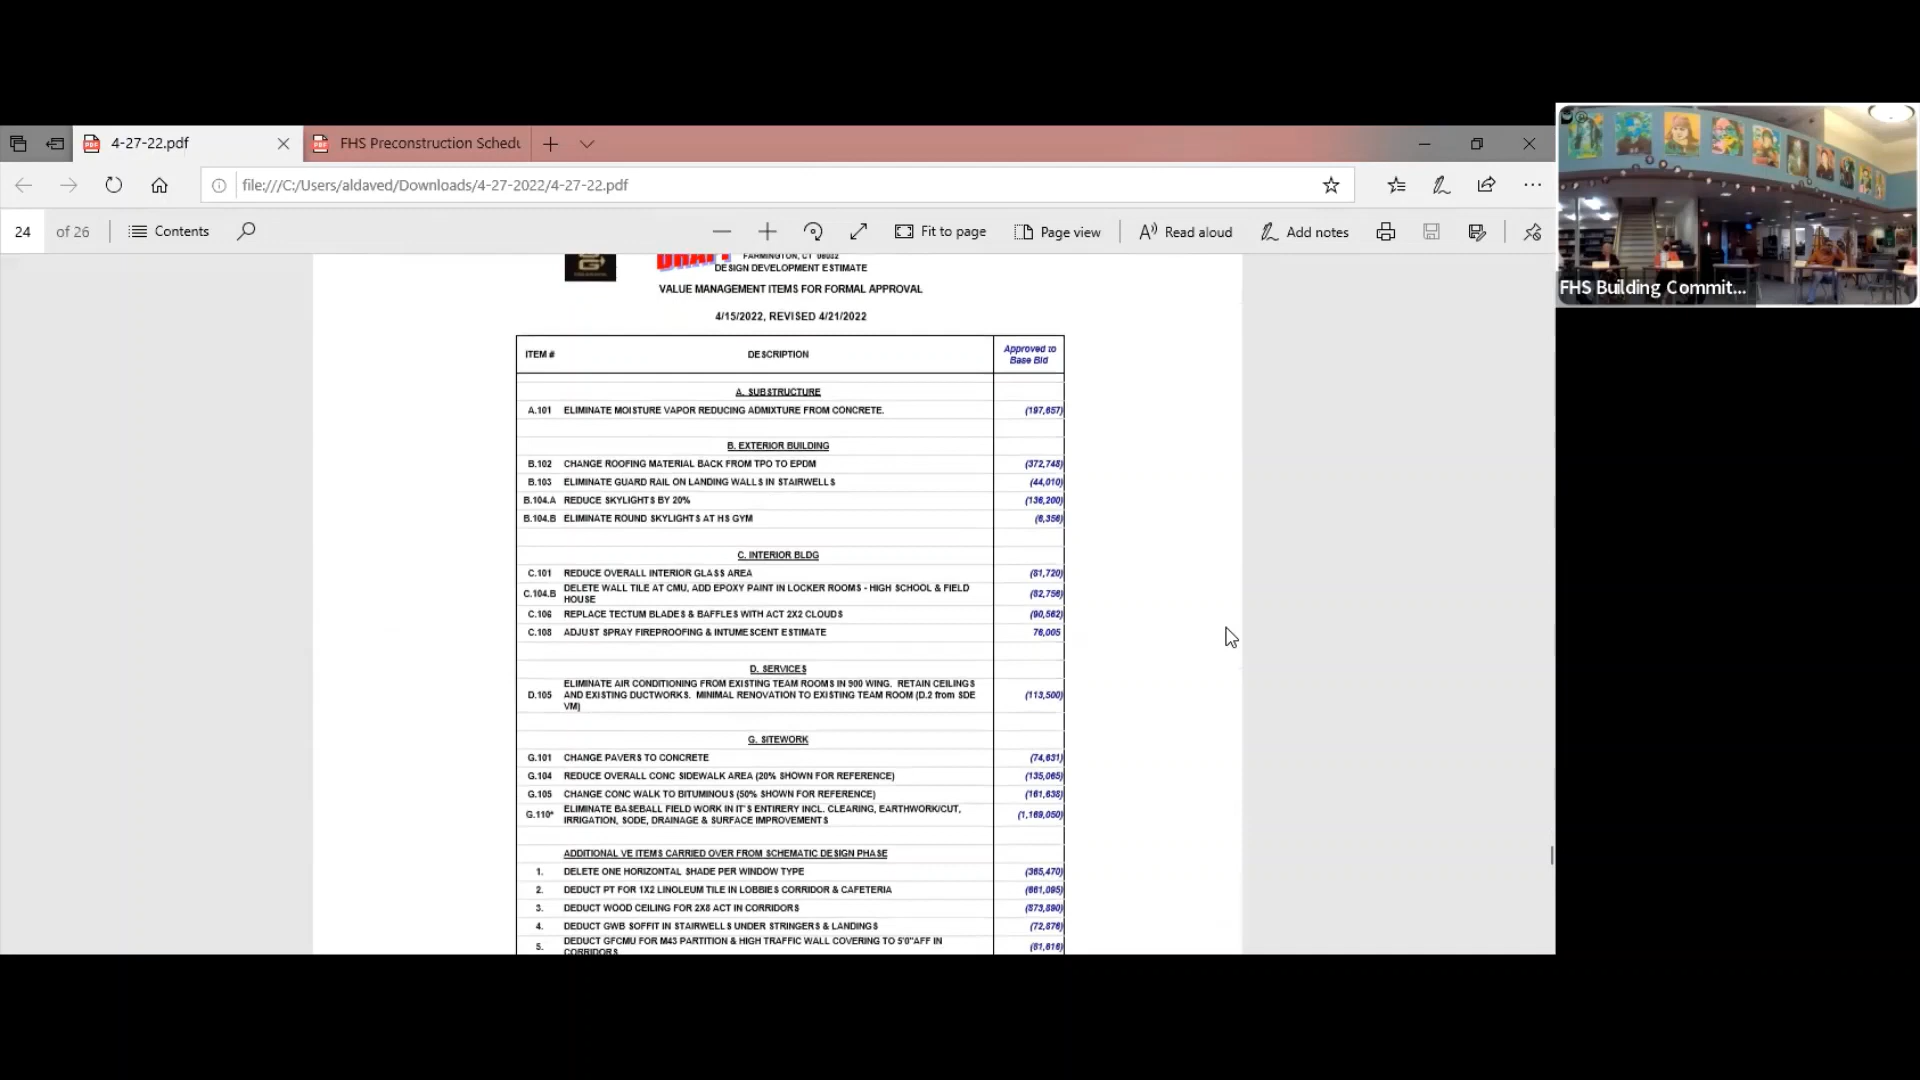 4-27-22.pdf
FHS Preconstruction Schedu
file:///C:/Users/aldaved/Downloads/4-27-2022/4-27-22.pdf
24 of 26 Contents Fit to page Page view Read aloud Add notes
DRAFT FARMINGTON, CT 06032
DESIGN DEVELOPMENT ESTIMATE
VALUE MANAGEMENT ITEMS FOR FORMAL APPROVAL
4/15/2022, REVISED 4/21/2022
ITEM # DESCRIPTION Approved to
Base Bid
A. SUBSTRUCTURE
A.101 ELIMINATE MOISTURE VAPOR REDUCING ADMIXTURE FROM CONCRETE. (197,657)
B. EXTERIOR BUILDING
B.102 CHANGE ROOFING MATERIAL BACK FROM TPO TO EPDM (372,748)
B.103 ELIMINATE GUARD RAIL ON LANDING WALLS IN STAIRWELLS (44,010)
B.104.A REDUCE SKYLIGHTS BY 20% (136,200)
B.104.B ELIMINATE ROUND SKYLIGHTS AT HS GYM (6,356)
C. INTERIOR BLDG
C.101 REDUCE OVERALL INTERIOR GLASS AREA (81,720)
C.104.B DELETE WALL TILE AT CMU, ADD EPOXY PAINT IN LOCKER ROOMS - HIGH SCHOOL & FIELD
HOUSE (82,756)
C.106 REPLACE TECTUM BLADES & BAFFLES WITH ACT 2X2 CLOUDS (90,562)
C.108 ADJUST SPRAY FIREPROOFING & INTUMESCENT ESTIMATE 76,005
D. SERVICES
ELIMINATE AIR CONDITIONING FROM EXISTING TEAM ROOMS IN 900 WING. RETAIN CEILINGS
D.105 AND EXISTING DUCTWORKS. MINIMAL RENOVATION TO EXISTING TEAM ROOM (D.2 from SDE (113,500)
VM)
G. SITEWORK
G.101 CHANGE PAVERS TO CONCRETE (74,631)
G.104 REDUCE OVERALL CONC SIDEWALK AREA (20% SHOWN FOR REFERENCE) (135,065)
G.105 CHANGE CONC WALK TO BITUMINOUS (50% SHOWN FOR REFERENCE) (161,638)
G.110* ELIMINATE BASEBALL FIELD WORK IN IT'S ENTIRERY INCL. CLEARING, EARTHWORK/CUT,
IRRIGATION, SODE, DRAINAGE & SURFACE IMPROVEMENTS (1,169,050)
ADDITIONAL VE ITEMS CARRIED OVER FROM SCHEMATIC DESIGN PHASE
1. DELETE ONE HORIZONTAL SHADE PER WINDOW TYPE (365,470)
2. DEDUCT PT FOR 1X2 LINOLEUM TILE IN LOBBIES CORRIDOR & CAFETERIA (661,095)
3. DEDUCT WOOD CEILING FOR 2X8 ACT IN CORRIDORS (873,890)
4. DEDUCT GWB SOFFIT IN STAIRWELLS UNDER STRINGERS & LANDINGS (72,876)
5. DEDUCT GFCMU FOR M43 PARTITION & HIGH TRAFFIC WALL COVERING TO 5'0"AFF IN
CORRIDORS (81,616)
FHS Building Commit...